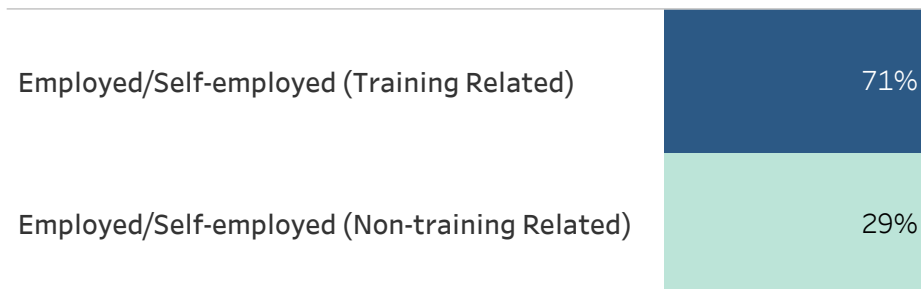 Employed/Self-employed (Training Related) 71%
Employed/Self-employed (Non-training Related) 29%